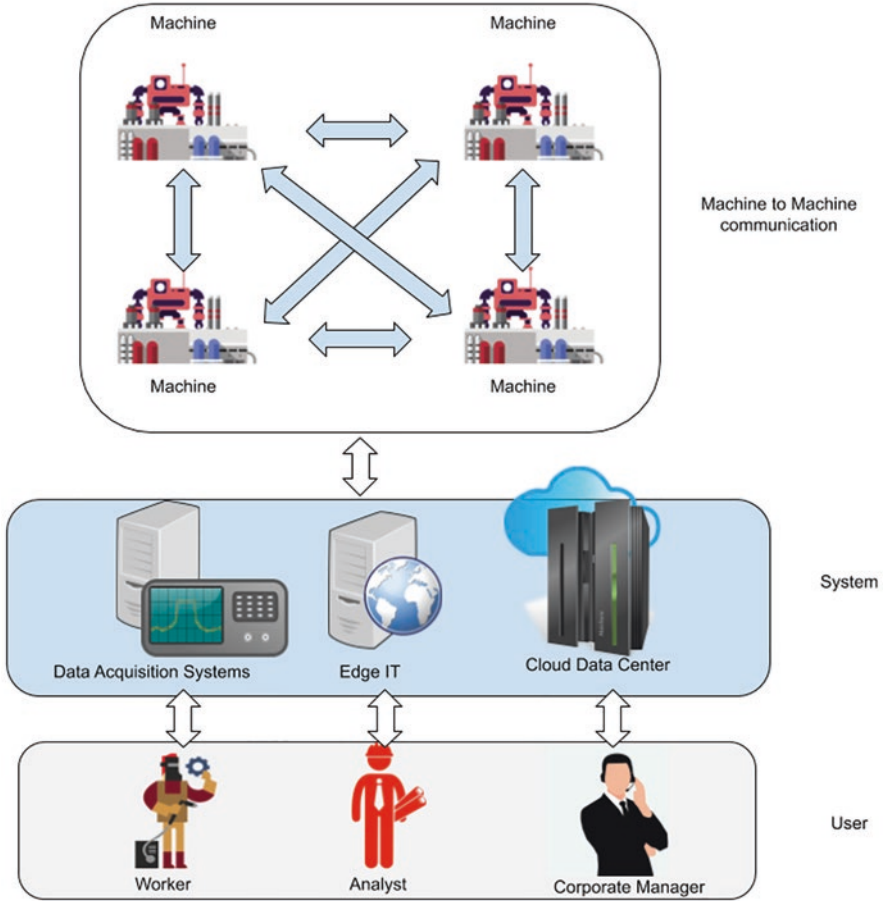 Machine
Machine
Machine to Machine
communication
Machine
Machine
System
Data Acquisition Systems
Edge IT
Cloud Data Center
User
Worker
Analyst
Corporate Manager